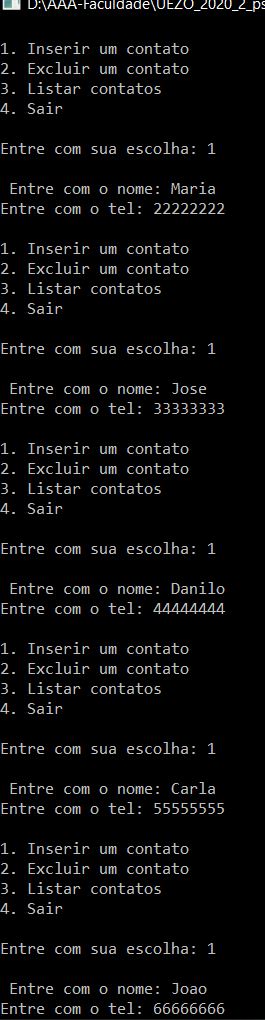 D:\AAA-Faculdade\UEZO_2020_2_ps
1. Inserir um contato
2. Excluir um contato
3. Listar contatos
4. Sair
Entre com sua escolha: 1
Entre com o nome: Maria
Entre com o tel: 22222222
1. Inserir um contato
2. Excluir um contato
3. Listar contatos
4. Sair
Entre com sua escolha: 1
Entre com o nome: Jose
Entre com o tel: 33333333
1. Inserir um contato
2. Excluir um contato
3. Listar contatos
4. Sair
Entre com sua escolha: 1
Entre com o nome: Danilo
Entre com o tel: 44444444
1. Inserir um contato
2. Excluir um contato
3. Listar contatos
4. Sair
Entre com sua escolha: 1
Entre com o nome: Carla
Entre com o tel: 55555555
1. Inserir um contato
2. Excluir um contato
3. Listar contatos
4. Sair
Entre com sua escolha: 1
Entre com o nome: Joao
Entre com o tel: 66666666